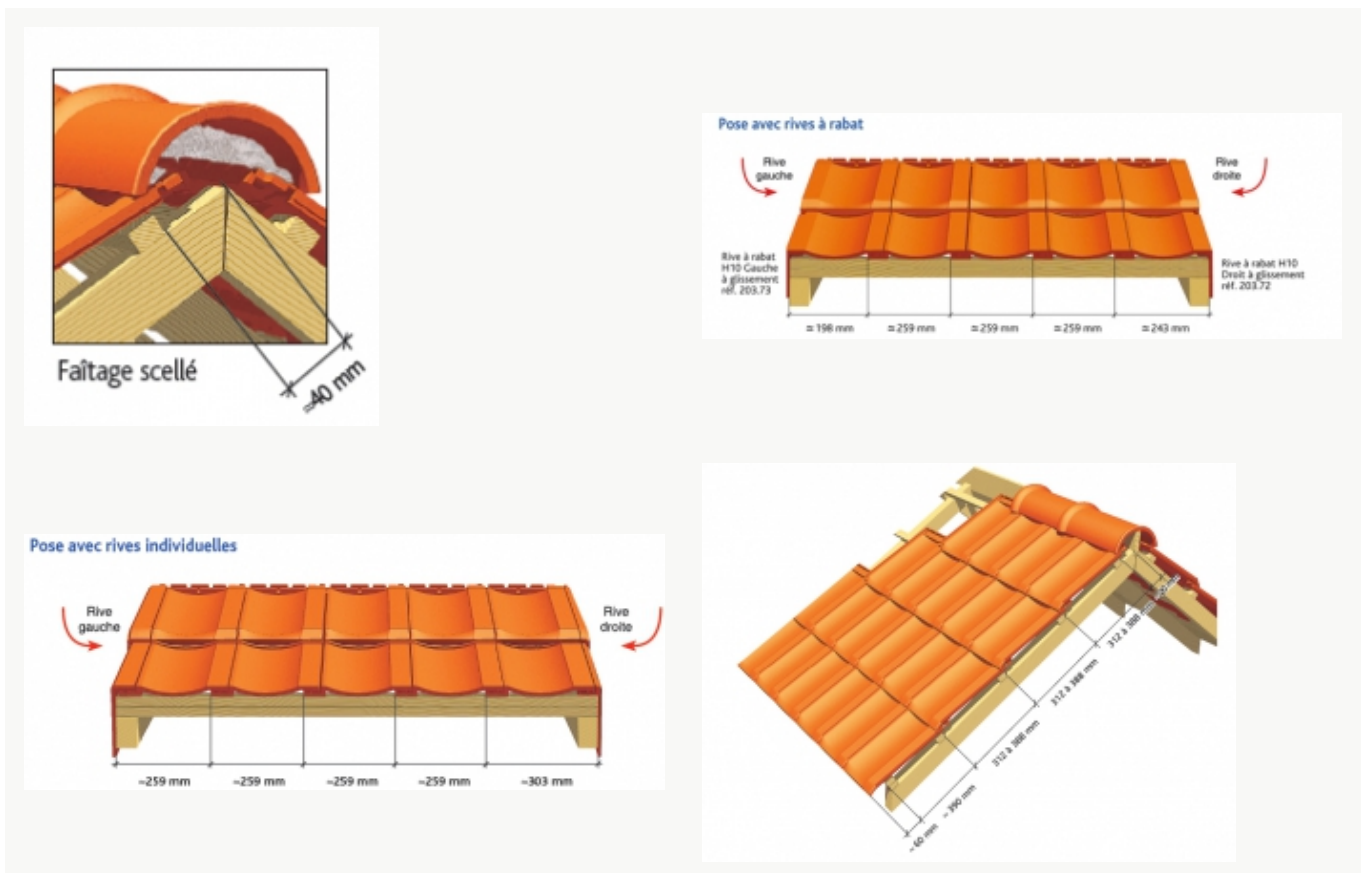 Faîtage scellé
≃40 mm
Pose avec rives à rabat
Rive
gauche
Rive
droite
Rive à rabat
H10 Gauche
à glissement
réf. 203.73
Rive à rabat H10
Droit à glissement
réf. 203.72
≃198 mm
≃259 mm
≃259 mm
≃259 mm
≃243 mm
Pose avec rives individuelles
Rive
gauche
Rive
droite
~259 mm
~259 mm
~259 mm
~259 mm
~303 mm
312 à 388 mm
312 à 388 mm
312 à 388 mm
~ 390 mm
~ 60 mm